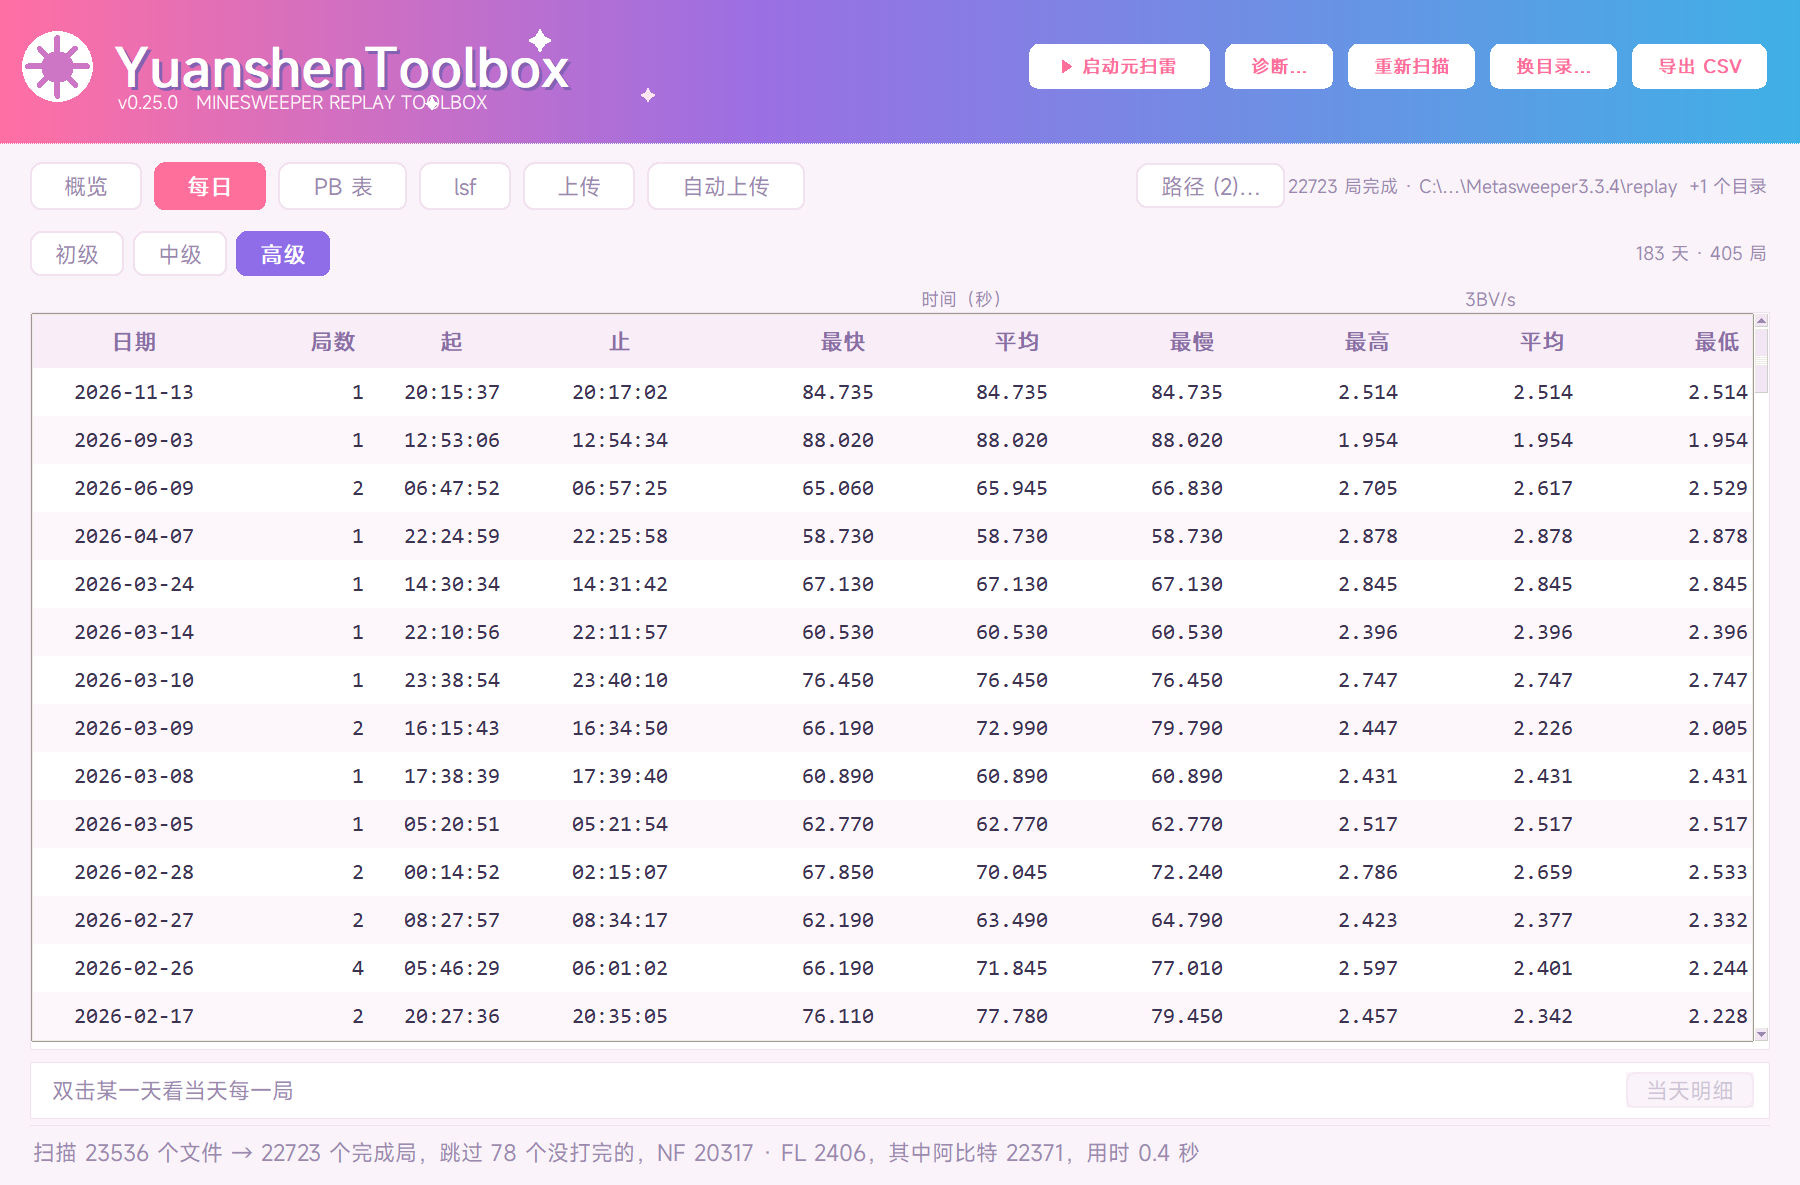 YuanshenToolbox
v0.25.0 MINESWEEPER REPLAY TOOLBOX
启动元扫雷 诊断... 重新扫描 换目录... 导出 CSV
概览 每日 PB 表 lsf 上传 自动上传 路径 (2)... 22723 局完成 · C:\...\Metasweeper3.3.4\replay +1 个目录
初级 中级 高级 183 天 · 405 局
时间（秒） 3BV/s
日期 局数 起 止 最快 平均 最慢 最高 平均 最低
2026-11-13 1 20:15:37 20:17:02 84.735 84.735 84.735 2.514 2.514 2.514
2026-09-03 1 12:53:06 12:54:34 88.020 88.020 88.020 1.954 1.954 1.954
2026-06-09 2 06:47:52 06:57:25 65.060 65.945 66.830 2.705 2.617 2.529
2026-04-07 1 22:24:59 22:25:58 58.730 58.730 58.730 2.878 2.878 2.878
2026-03-24 1 14:30:34 14:31:42 67.130 67.130 67.130 2.845 2.845 2.845
2026-03-14 1 22:10:56 22:11:57 60.530 60.530 60.530 2.396 2.396 2.396
2026-03-10 1 23:38:54 23:40:10 76.450 76.450 76.450 2.747 2.747 2.747
2026-03-09 2 16:15:43 16:34:50 66.190 72.990 79.790 2.447 2.226 2.005
2026-03-08 1 17:38:39 17:39:40 60.890 60.890 60.890 2.431 2.431 2.431
2026-03-05 1 05:20:51 05:21:54 62.770 62.770 62.770 2.517 2.517 2.517
2026-02-28 2 00:14:52 02:15:07 67.850 70.045 72.240 2.786 2.659 2.533
2026-02-27 2 08:27:57 08:34:17 62.190 63.490 64.790 2.423 2.377 2.332
2026-02-26 4 05:46:29 06:01:02 66.190 71.845 77.010 2.597 2.401 2.244
2026-02-17 2 20:27:36 20:35:05 76.110 77.780 79.450 2.457 2.342 2.228
双击某一天看当天每一局 当天明细
扫描 23536 个文件 → 22723 个完成局，跳过 78 个没打完的，NF 20317 · FL 2406，其中阿比特 22371，用时 0.4 秒